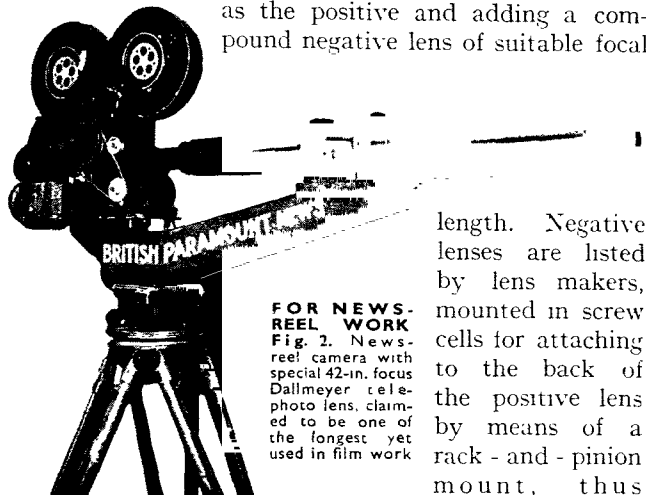 as the positive and adding a com-
pound negative lens of suitable focal
BRITISH PARAMOUNT NEWS
length. Negative
lenses are listed
by lens makers,
mounted in screw
cells for attaching
to the back of
the positive lens
by means of a
rack - and - pinion
mount, thus
FOR NEWS-
REEL WORK
Fig. 2. News-
reel camera with
special 42-in. focus
Dallmeyer tele-
photo lens, claim-
ed to be one of
the longest yet
used in film work